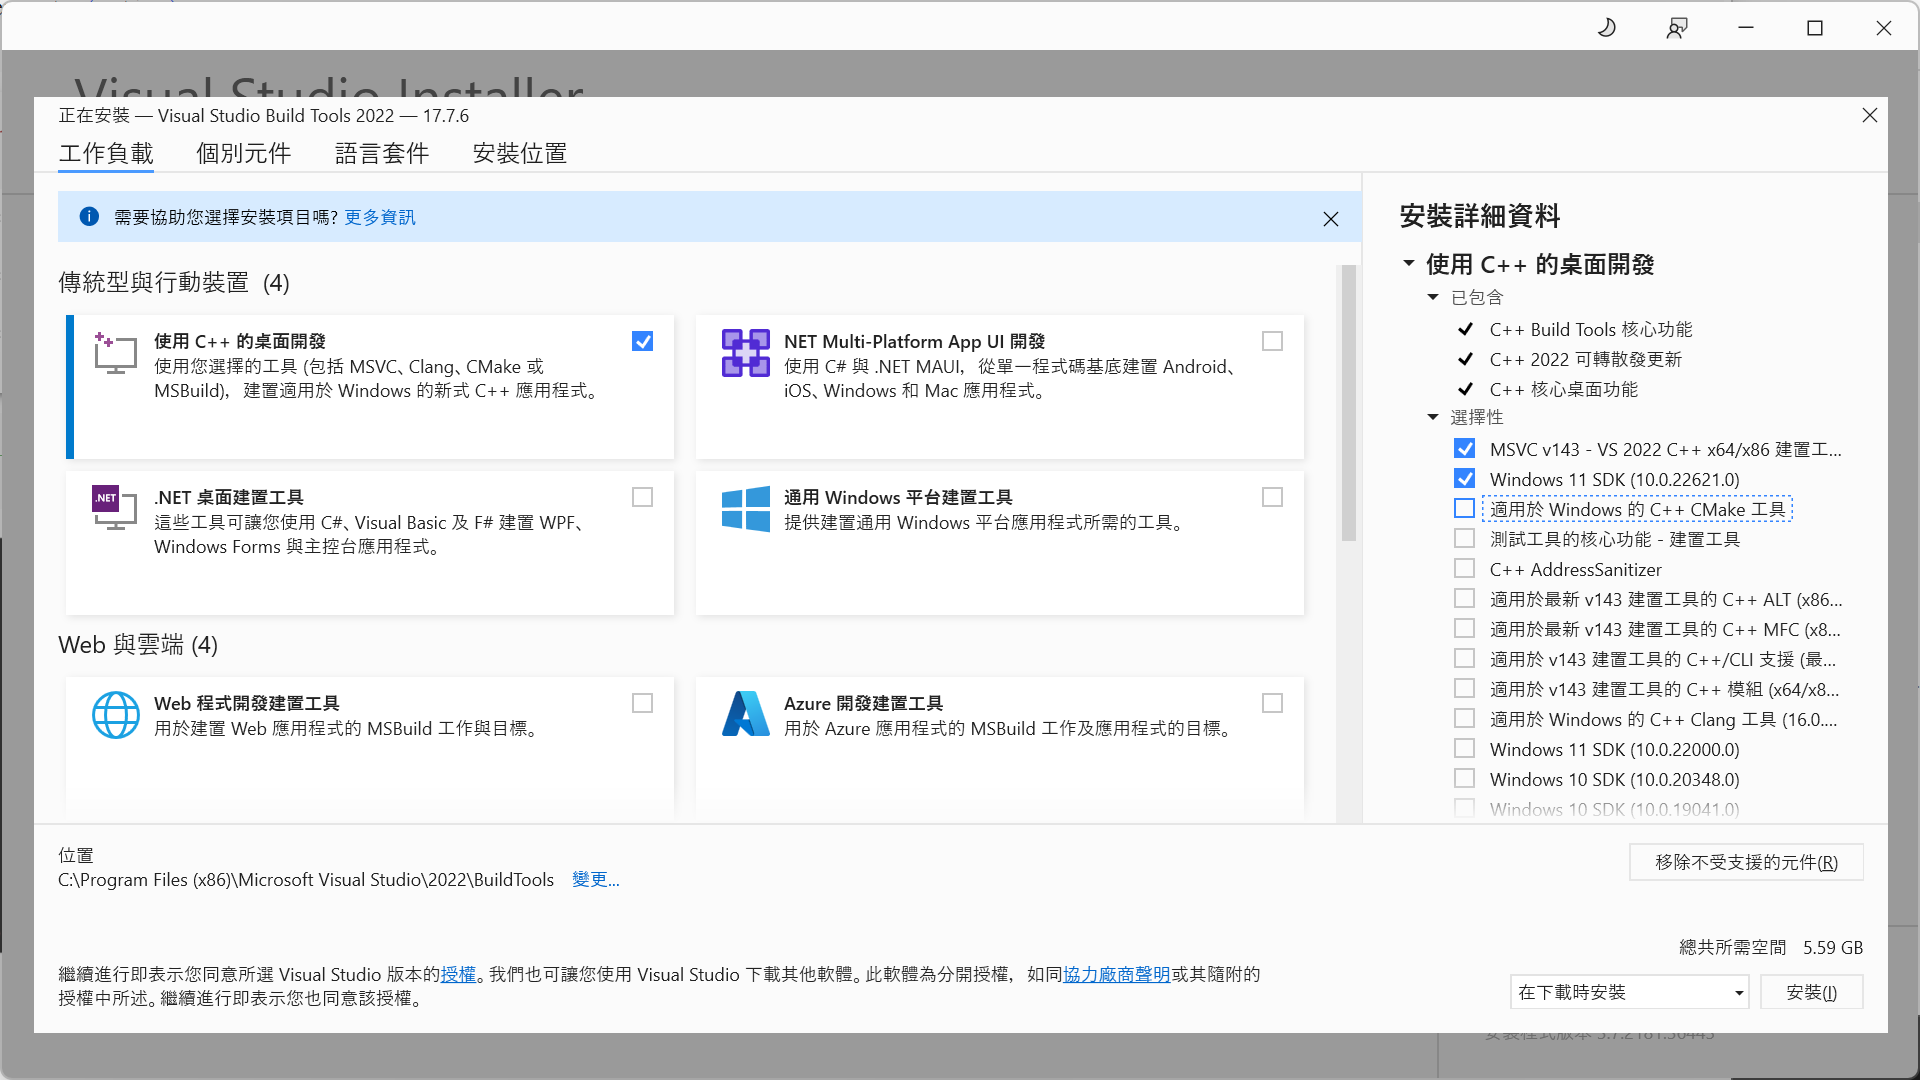 Visual Studio Installer
正在安裝 — Visual Studio Build Tools 2022 — 17.7.6
工作負載 個別元件 語言套件 安裝位置
需要協助您選擇安裝項目嗎? 更多資訊
傳統型與行動裝置 (4)
使用 C++ 的桌面開發
使用您選擇的工具 (包括 MSVC、Clang、CMake 或
MSBuild)，建置適用於 Windows 的新式 C++ 應用程式。
NET Multi-Platform App UI 開發
使用 C# 與 .NET MAUI，從單一程式碼基底建置 Android、
iOS、Windows 和 Mac 應用程式。
.NET
.NET 桌面建置工具
這些工具可讓您使用 C#、Visual Basic 及 F# 建置 WPF、
Windows Forms 與主控台應用程式。
通用 Windows 平台建置工具
提供建置通用 Windows 平台應用程式所需的工具。
Web 與雲端 (4)
Web 程式開發建置工具
用於建置 Web 應用程式的 MSBuild 工作與目標。
Azure 開發建置工具
用於 Azure 應用程式的 MSBuild 工作及應用程式的目標。
安裝詳細資料
使用 C++ 的桌面開發
已包含
C++ Build Tools 核心功能
C++ 2022 可轉散發更新
C++ 核心桌面功能
選擇性
MSVC v143 - VS 2022 C++ x64/x86 建置工...
Windows 11 SDK (10.0.22621.0)
適用於 Windows 的 C++ CMake 工具
測試工具的核心功能 - 建置工具
C++ AddressSanitizer
適用於最新 v143 建置工具的 C++ ALT (x86...
適用於最新 v143 建置工具的 C++ MFC (x8...
適用於 v143 建置工具的 C++/CLI 支援 (最...
適用於 v143 建置工具的 C++ 模組 (x64/x8...
適用於 Windows 的 C++ Clang 工具 (16.0....
Windows 11 SDK (10.0.22000.0)
Windows 10 SDK (10.0.20348.0)
Windows 10 SDK (10.0.19041.0)
位置
C:\Program Files (x86)\Microsoft Visual Studio\2022\BuildTools 變更...
移除不受支援的元件(R)
總共所需空間 5.59 GB
繼續進行即表示您同意所選 Visual Studio 版本的授權。我們也可讓您使用 Visual Studio 下載其他軟體。此軟體為分開授權，如同協力廠商聲明或其隨附的
授權中所述。繼續進行即表示您也同意該授權。
在下載時安裝 安裝(I)
安裝程式版本 3.7.2181.36443